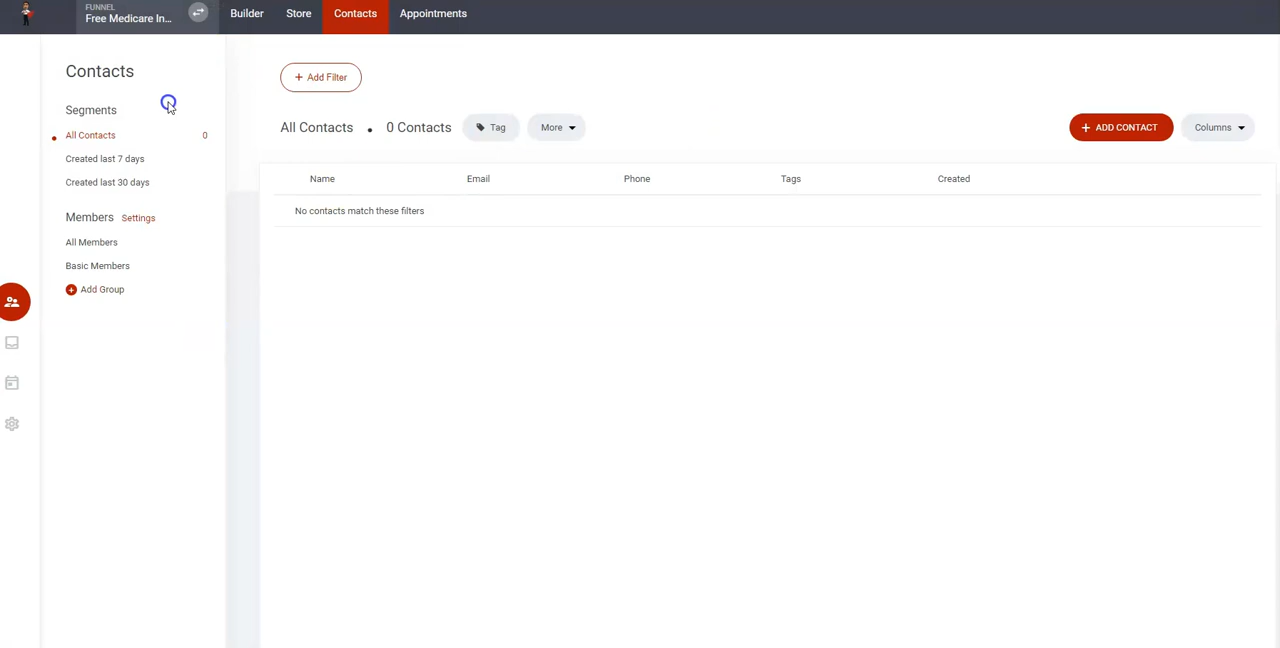 FUNNEL
Free Medicare In...
Builder
Store
Contacts
Appointments
Contacts
Segments
All Contacts 0
Created last 7 days
Created last 30 days
Members Settings
All Members
Basic Members
+ Add Group
+ Add Filter
All Contacts • 0 Contacts Tag More + ADD CONTACT Columns
Name Email Phone Tags Created
No contacts match these filters